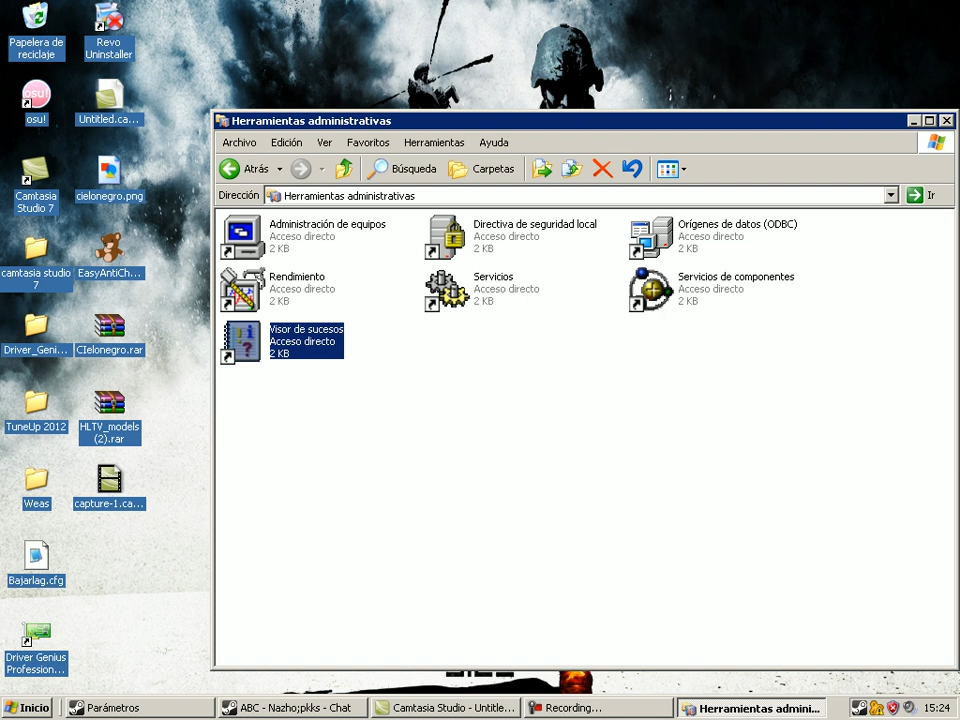 Papelera de
reciclaje
Revo
Uninstaller
osu!
osu!
Untitled.ca...
Camtasia
Studio 7
cielonegro.png
camtasia studio
7
EasyAntiCh...
Driver_Geni...
CIelonegro.rar
TuneUp 2012
HLTV_models
(2).rar
Weas
capture-1.ca...
Bajarlag.cfg
Driver Genius
Profession...
Herramientas administrativas
Archivo Edición Ver Favoritos Herramientas Ayuda
Atrás Búsqueda Carpetas
Dirección Herramientas administrativas Ir
Administración de equipos
Acceso directo
2 KB
Directiva de seguridad local
Acceso directo
2 KB
Orígenes de datos (ODBC)
Acceso directo
2 KB
Rendimiento
Acceso directo
2 KB
Servicios
Acceso directo
2 KB
Servicios de componentes
Acceso directo
2 KB
Visor de sucesos
Acceso directo
2 KB
Inicio Parámetros ABC - Nazho;pkks - Chat Camtasia Studio - Untitle... Recording... Herramientas admini... 15:24